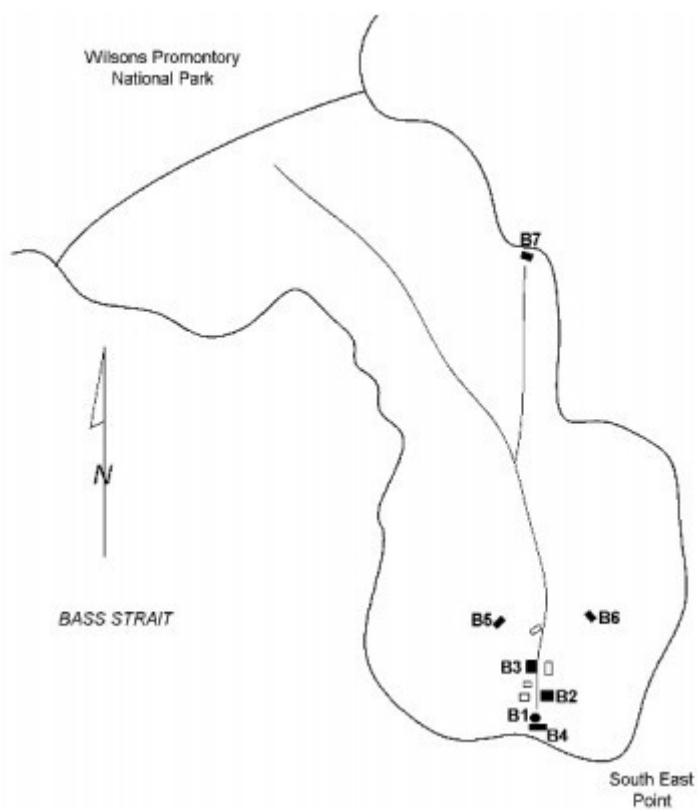 Wilsons Promontory
National Park
B7
N
BASS STRAIT
B5
B6
B3
B2
B1
B4
South East
Point